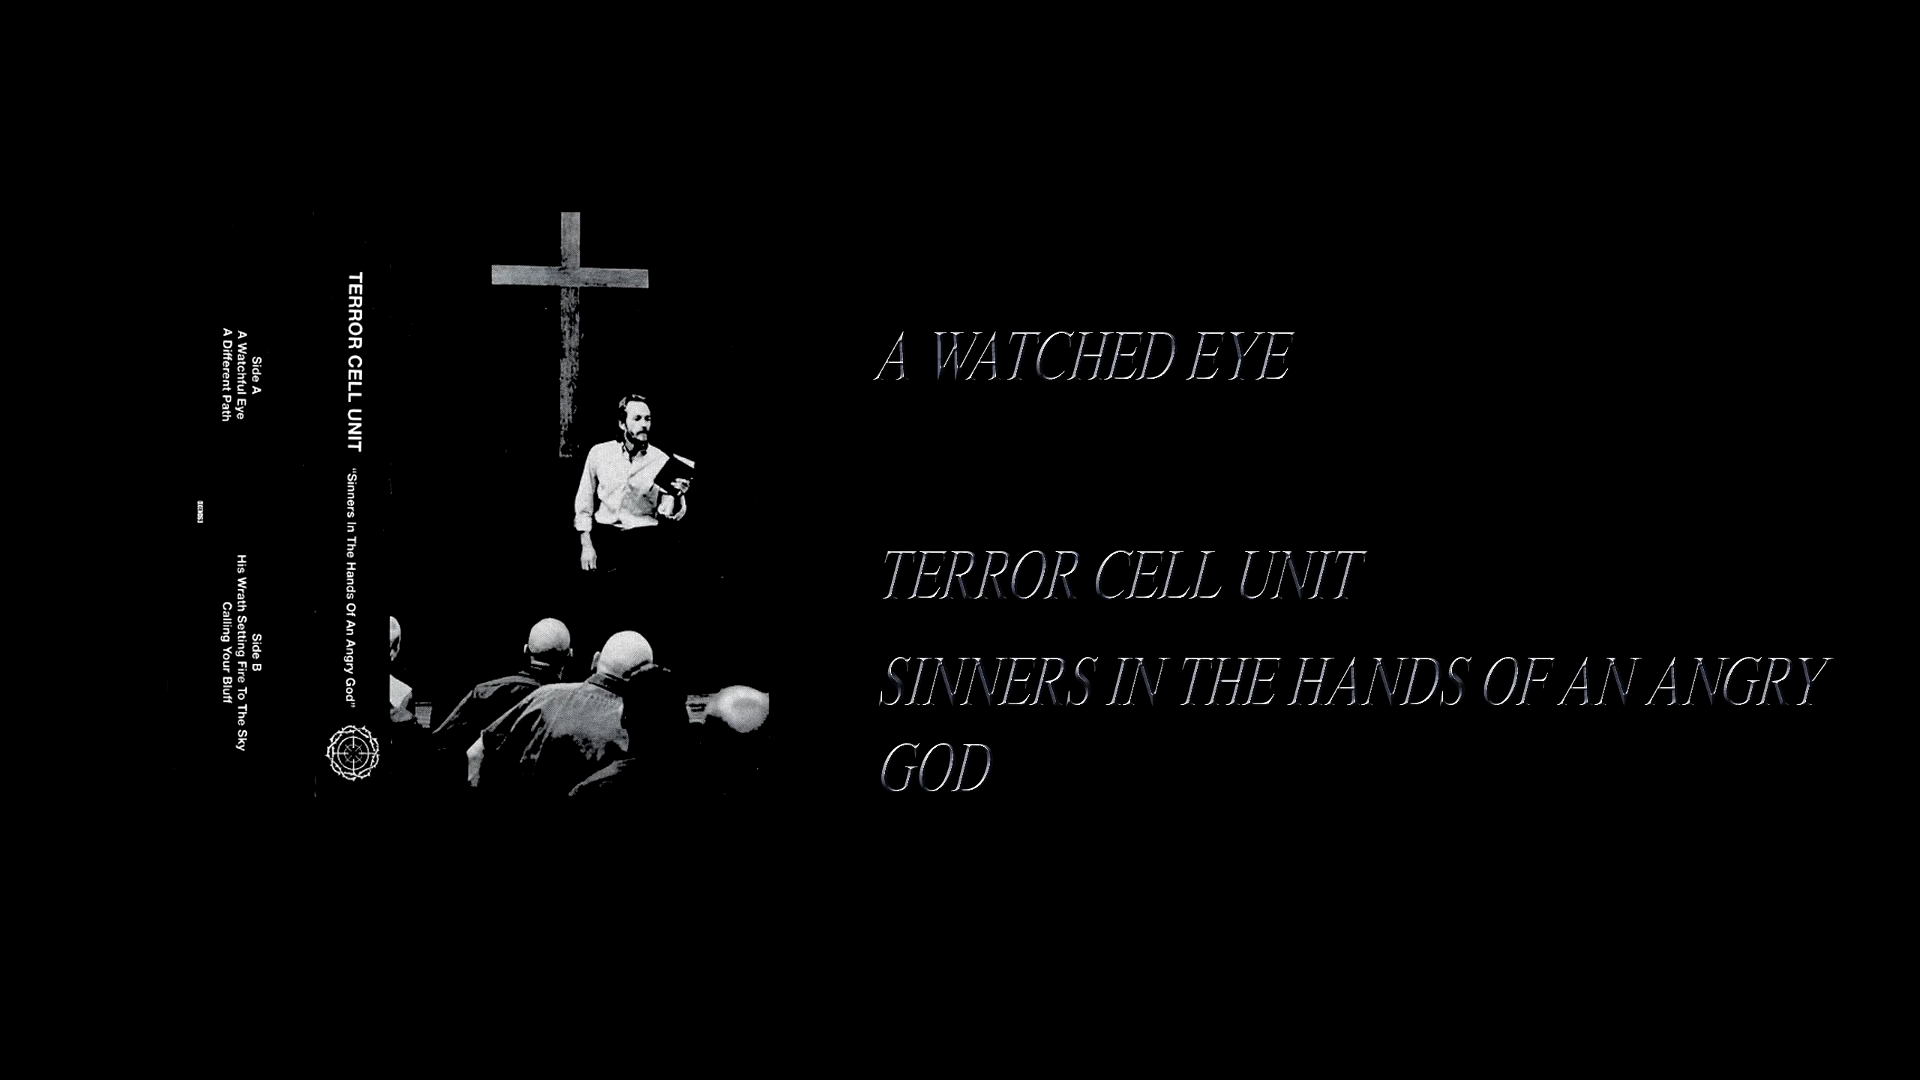 Side A
A Watchful Eye
A Different Path
Side B
His Wrath Setting Fire To The Sky
Calling Your Bluff
TERROR CELL UNIT "Sinners In The Hands Of An Angry God"
A WATCHED EYE
TERROR CELL UNIT
SINNERS IN THE HANDS OF AN ANGRY
GOD